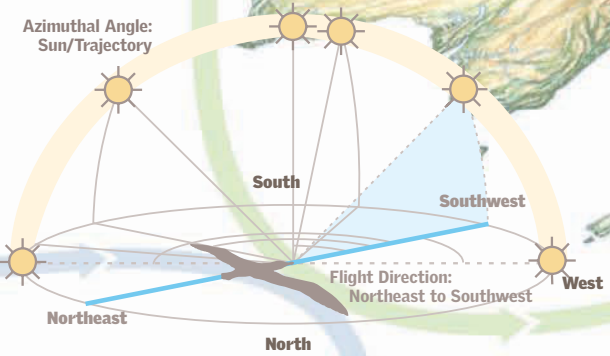 Azimuthal Angle:
Sun/Trajectory
South
Southwest
Flight Direction:
Northeast to Southwest
West
Northeast
North